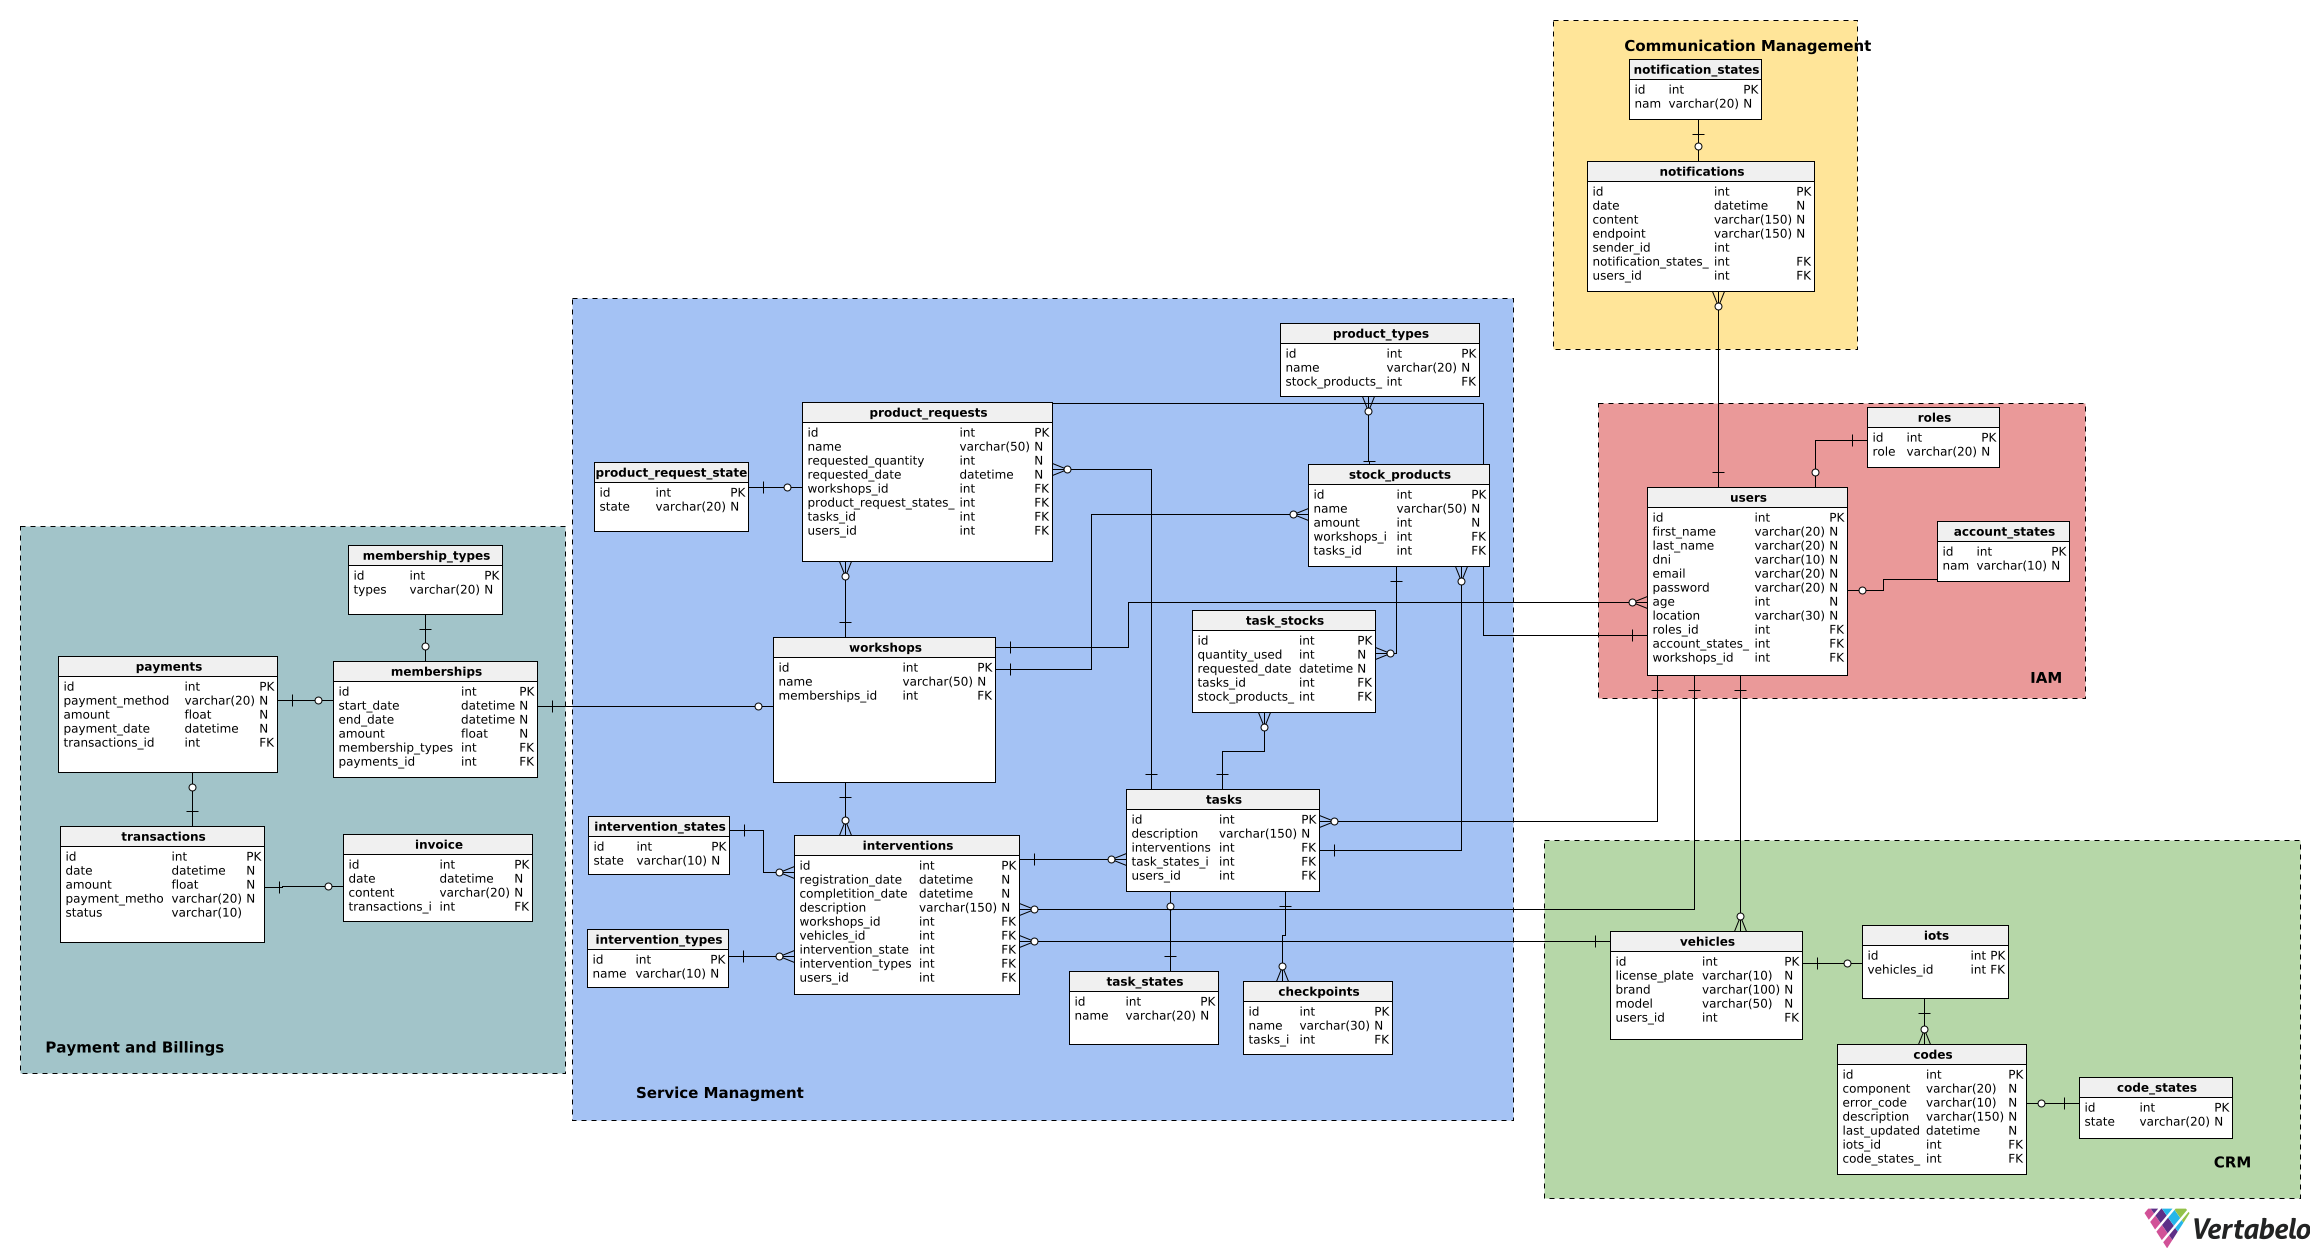 Communication Management
notification_states
id int PK
nam varchar(20) N
notifications
id int PK
date datetime N
content varchar(150) N
endpoint varchar(150) N
sender_id int
notification_states_ int FK
users_id int FK
product_types
id int PK
name varchar(20) N
stock_products_ int FK
product_requests
id int PK
name varchar(50) N
requested_quantity int N
requested_date datetime N
workshops_id int FK
product_request_states_ int FK
tasks_id int FK
users_id int FK
product_request_state
id int PK
state varchar(20) N
stock_products
id int PK
name varchar(50) N
amount int N
workshops_i int FK
tasks_id int FK
roles
id int PK
role varchar(20) N
users
id int PK
first_name varchar(20) N
last_name varchar(20) N
dni varchar(10) N
email varchar(20) N
password varchar(20) N
age int N
location varchar(30) N
roles_id int FK
account_states_ int FK
workshops_id int FK
account_states
id int PK
nam varchar(10) N
IAM
membership_types
id int PK
types varchar(20) N
payments
id int PK
payment_method varchar(20) N
amount float N
payment_date datetime N
transactions_id int FK
memberships
id int PK
start_date datetime N
end_date datetime N
amount float N
membership_types int FK
payments_id int FK
workshops
id int PK
name varchar(50) N
memberships_id int FK
task_stocks
id int PK
quantity_used int N
requested_date datetime N
tasks_id int FK
stock_products_ int FK
transactions
id int PK
date datetime N
amount float N
payment_metho varchar(20) N
status varchar(10)
invoice
id int PK
date datetime N
content varchar(20) N
transactions_i int FK
Payment and Billings
intervention_states
id int PK
state varchar(10) N
interventions
id int PK
registration_date datetime N
completion_date datetime N
description varchar(150) N
workshops_id int FK
vehicles_id int FK
intervention_state int FK
intervention_types int FK
users_id int FK
intervention_types
id int PK
name varchar(10) N
tasks
id int PK
description varchar(150) N
interventions int FK
task_states_i int FK
users_id int FK
task_states
id int PK
name varchar(20) N
checkpoints
id int PK
name varchar(30) N
tasks_i int FK
Service Managment
vehicles
id int PK
license_plate varchar(10) N
brand varchar(100) N
model varchar(50) N
users_id int FK
iots
id int PK
vehicles_id int FK
codes
id int PK
component varchar(20) N
error_code varchar(10) N
description varchar(150) N
last_updated datetime N
iots_id int FK
code_states_ int FK
code_states
id int PK
state varchar(20) N
CRM
Vertabelo